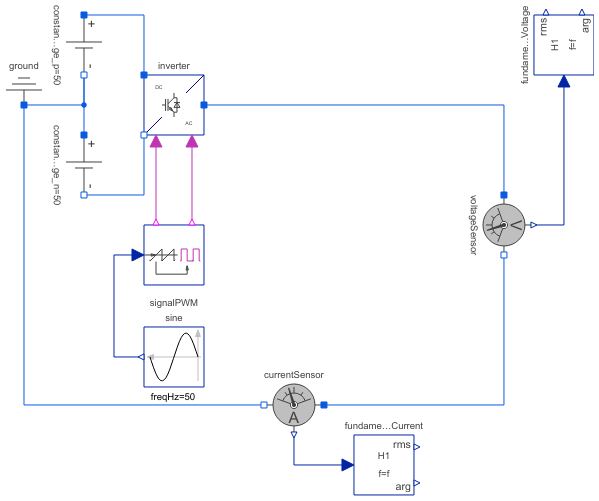 constan...ge_p=50
+
-
ground
inverter
DC
AC
constan...ge_n=50
+
-
fundame...Voltage
rms
arg
H1
f=f
voltageSensor
V
signalPWM
sine
freqHz=50
currentSensor
A
fundame...Current
rms
H1
f=f
arg